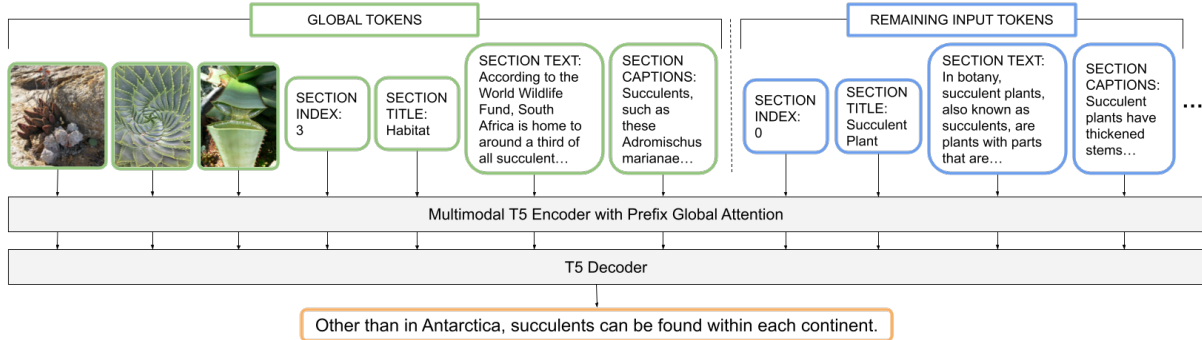 GLOBAL TOKENS
REMAINING INPUT TOKENS
SECTION
INDEX:
3
SECTION
TITLE:
Habitat
SECTION TEXT:
According to the
World Wildlife
Fund, South
Africa is home to
around a third of
all succulent…
SECTION
CAPTIONS:
Succulents,
such as
these
Adromischus
marianae…
SECTION
INDEX:
0
SECTION
TITLE:
Succulent
Plant
SECTION TEXT:
In botany,
succulent plants,
also known as
succulents, are
plants with parts
that are…
SECTION
CAPTIONS:
Succulent
plants have
thickened
stems…
...
Multimodal T5 Encoder with Prefix Global Attention
T5 Decoder
Other than in Antarctica, succulents can be found within each continent.